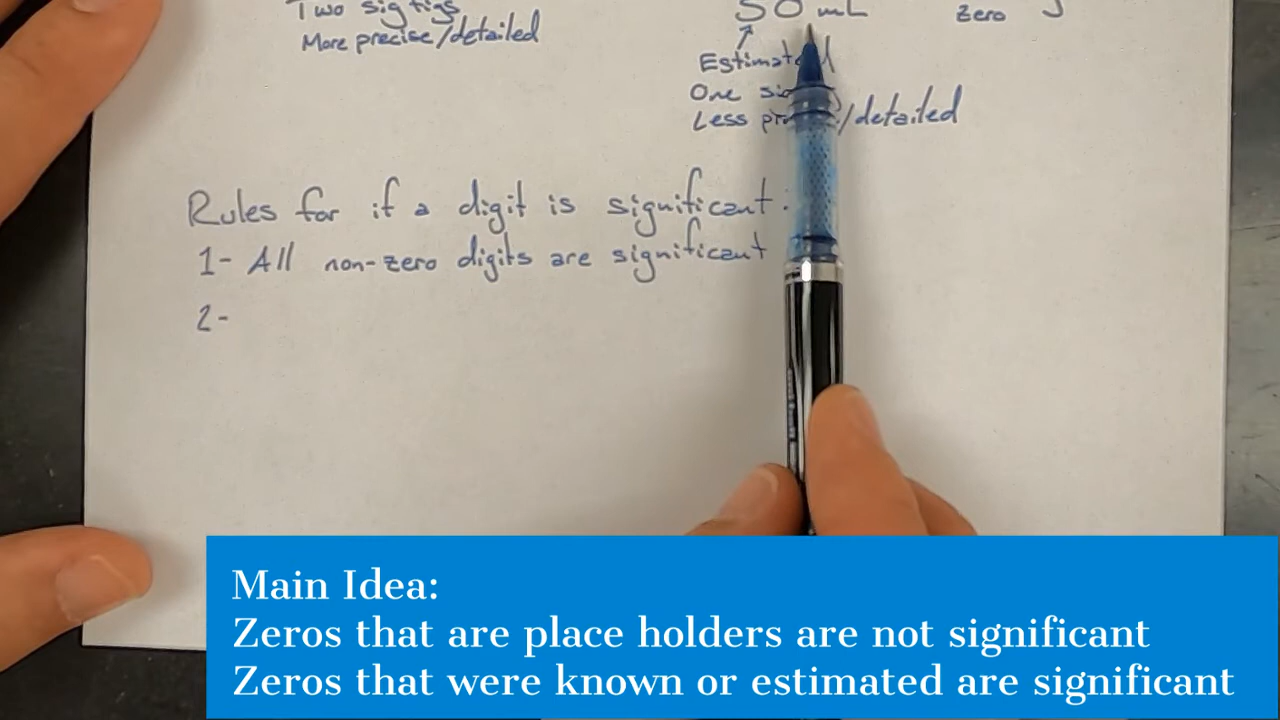 Two sig figs
More precise/detailed
50 mL
zero
Estimated
One
Less /detailed
Rules for if a digit is significant:
1- All non-zero digits are significant
2-
Main Idea:
Zeros that are place holders are not significant
Zeros that were known or estimated are significant